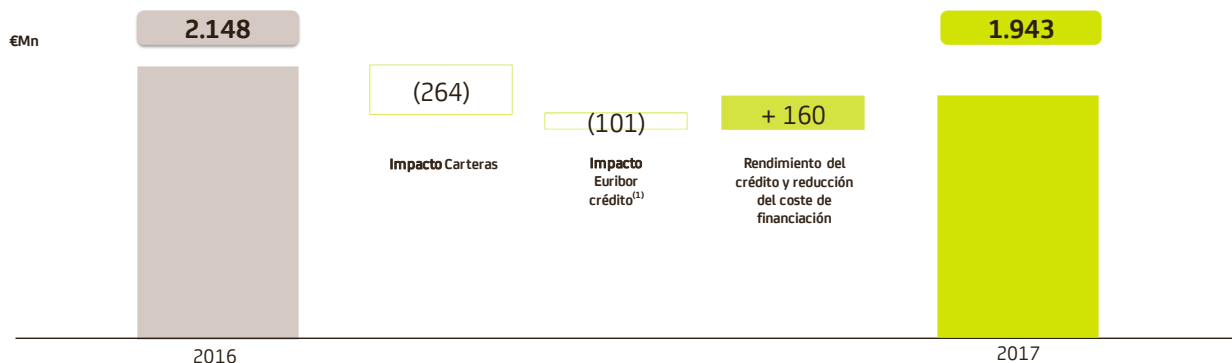 €Mn
2.148
1.943
(264)
(101)
+ 160
Impacto Carteras
Impacto
Euribor
crédito(1)
Rendimiento del
crédito y reducción
del coste de
financiación
2016
2017